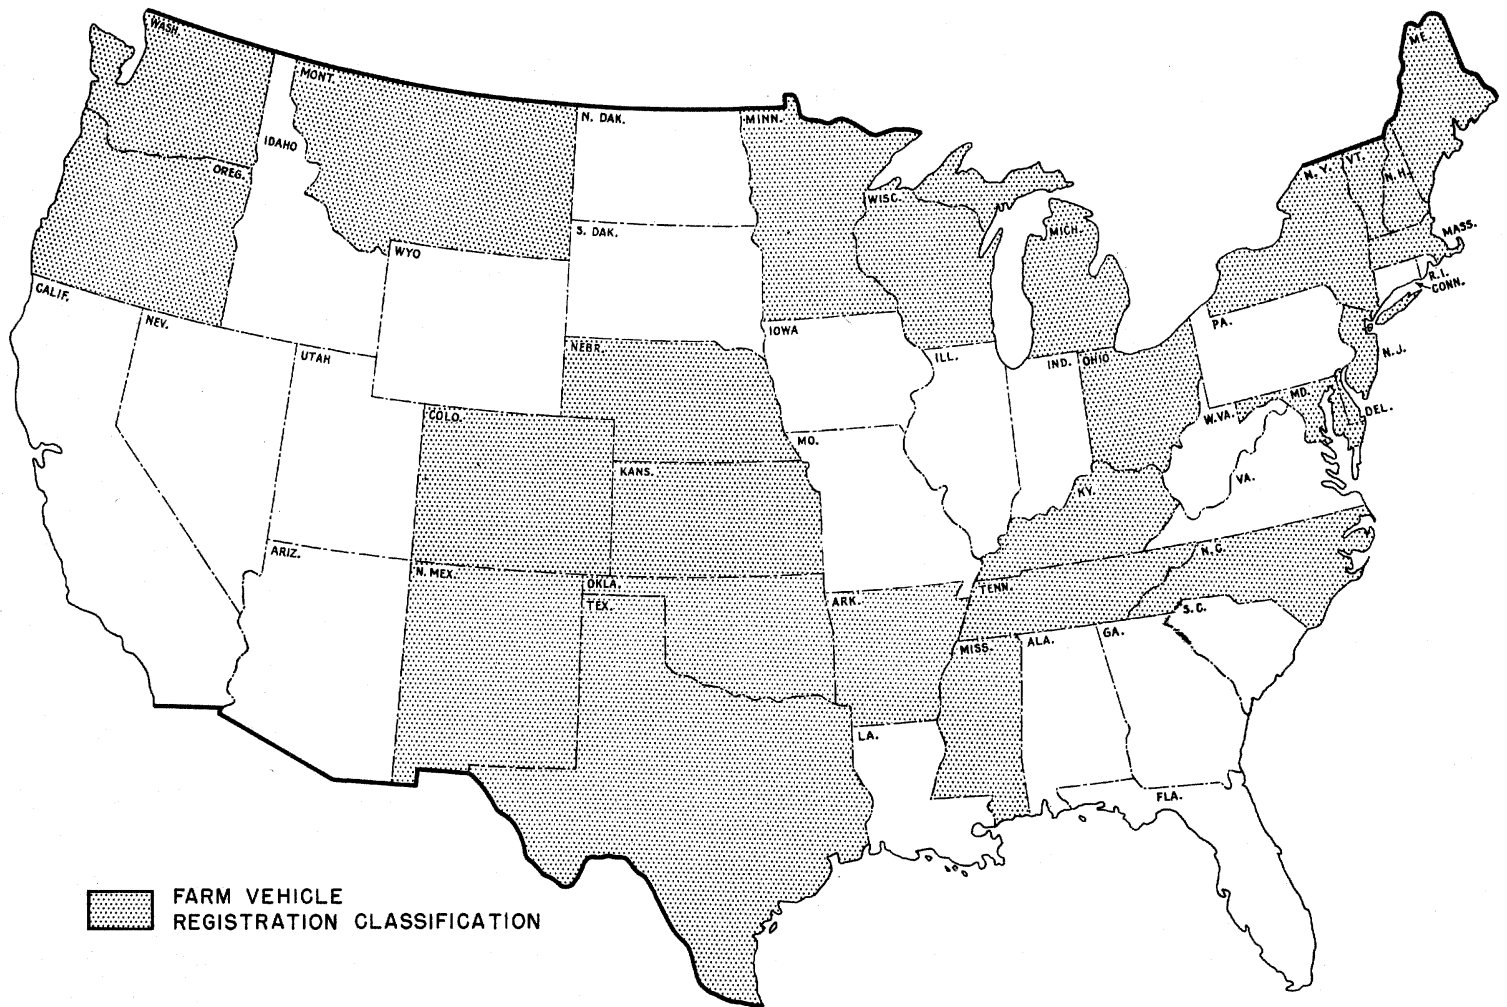 WASH.
MONT.
IDAHO
OREG.
N. DAK.
MINN.
ME.
VT.
N. Y.
N. H.
MASS.
R. I.
CONN.
S. DAK.
WISC.
MICH.
WYO
CALIF.
NEV.
UTAH
NEBR.
IOWA
ILL.
IND.
OHIO
PA.
N. J.
MD.
DEL.
W.VA.
VA.
COLO.
KANS.
MO.
KY.
ARIZ.
N. MEX.
OKLA.
TEX.
ARK.
TENN.
N. C.
S. C.
MISS.
ALA.
GA.
LA.
FLA.
FARM VEHICLE
REGISTRATION CLASSIFICATION